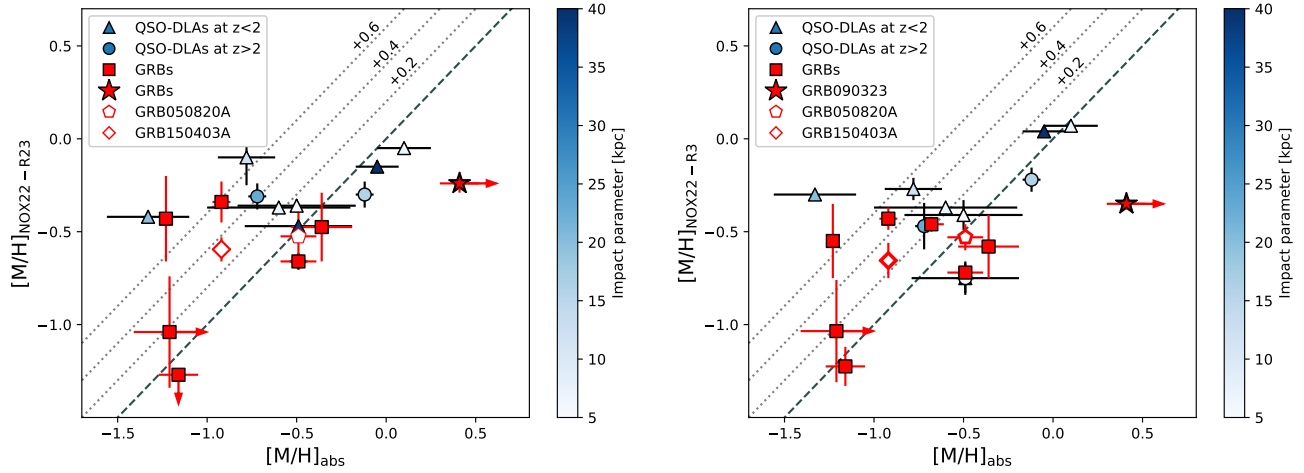 QSO-DLAs at z<2
QSO-DLAs at z>2
GRBs
GRBs
GRB050820A
GRB150403A
+0.6
+0.4
+0.2
0.5
0.0
−0.5
−1.0
[M/H]NOX22−R23
−1.5
−1.0
−0.5
0.0
0.5
[M/H]abs
40
35
30
25
20
15
10
5
Impact parameter [kpc]
QSO-DLAs at z<2
QSO-DLAs at z>2
GRBs
GRB090323
GRB050820A
GRB150403A
+0.6
+0.4
+0.2
0.5
0.0
−0.5
−1.0
[M/H]NOX22−R3
−1.5
−1.0
−0.5
0.0
0.5
[M/H]abs
40
35
30
25
20
15
10
5
Impact parameter [kpc]